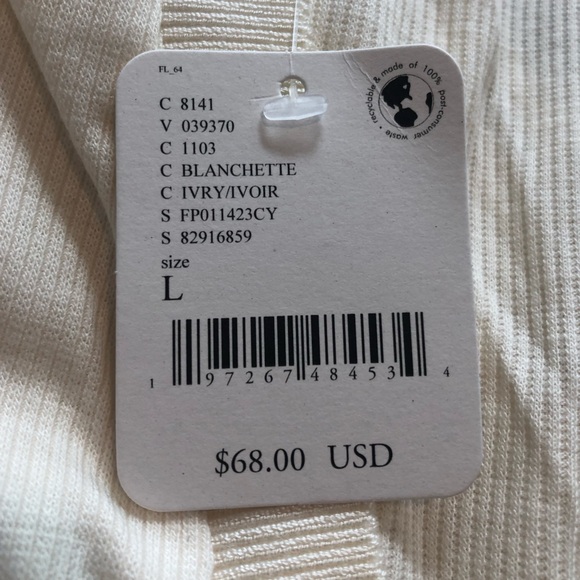 FL_64
recyclable & made of 100% post-consumer waste •
C 8141
V 039370
C 1103
C BLANCHETTE
C IVRY/IVOIR
S FP011423CY
S 82916859
size
L
1 97267 48453 4
$68.00 USD